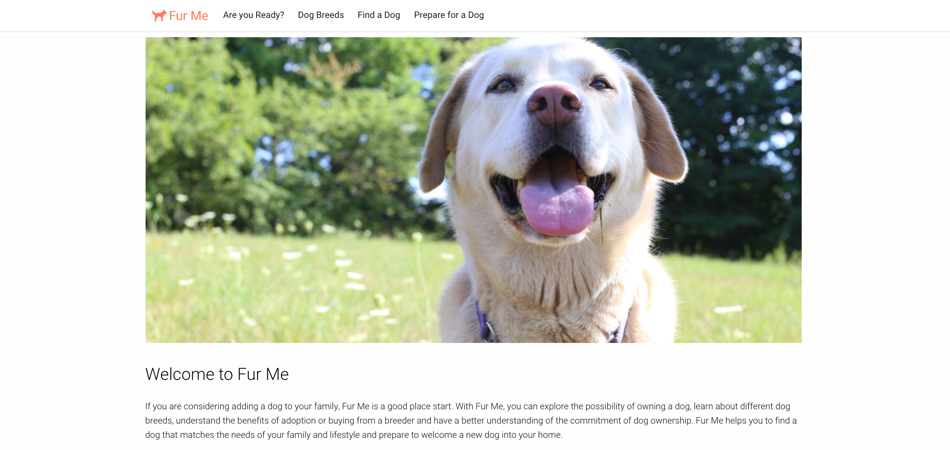 Fur Me Are you Ready? Dog Breeds Find a Dog Prepare for a Dog
Welcome to Fur Me
If you are considering adding a dog to your family, Fur Me is a good place start. With Fur Me, you can explore the possibility of owning a dog, learn about different dog
breeds, understand the benefits of adoption or buying from a breeder and have a better understanding of the commitment of dog ownership. Fur Me helps you to find a
dog that matches the needs of your family and lifestyle and prepare to welcome a new dog into your home.